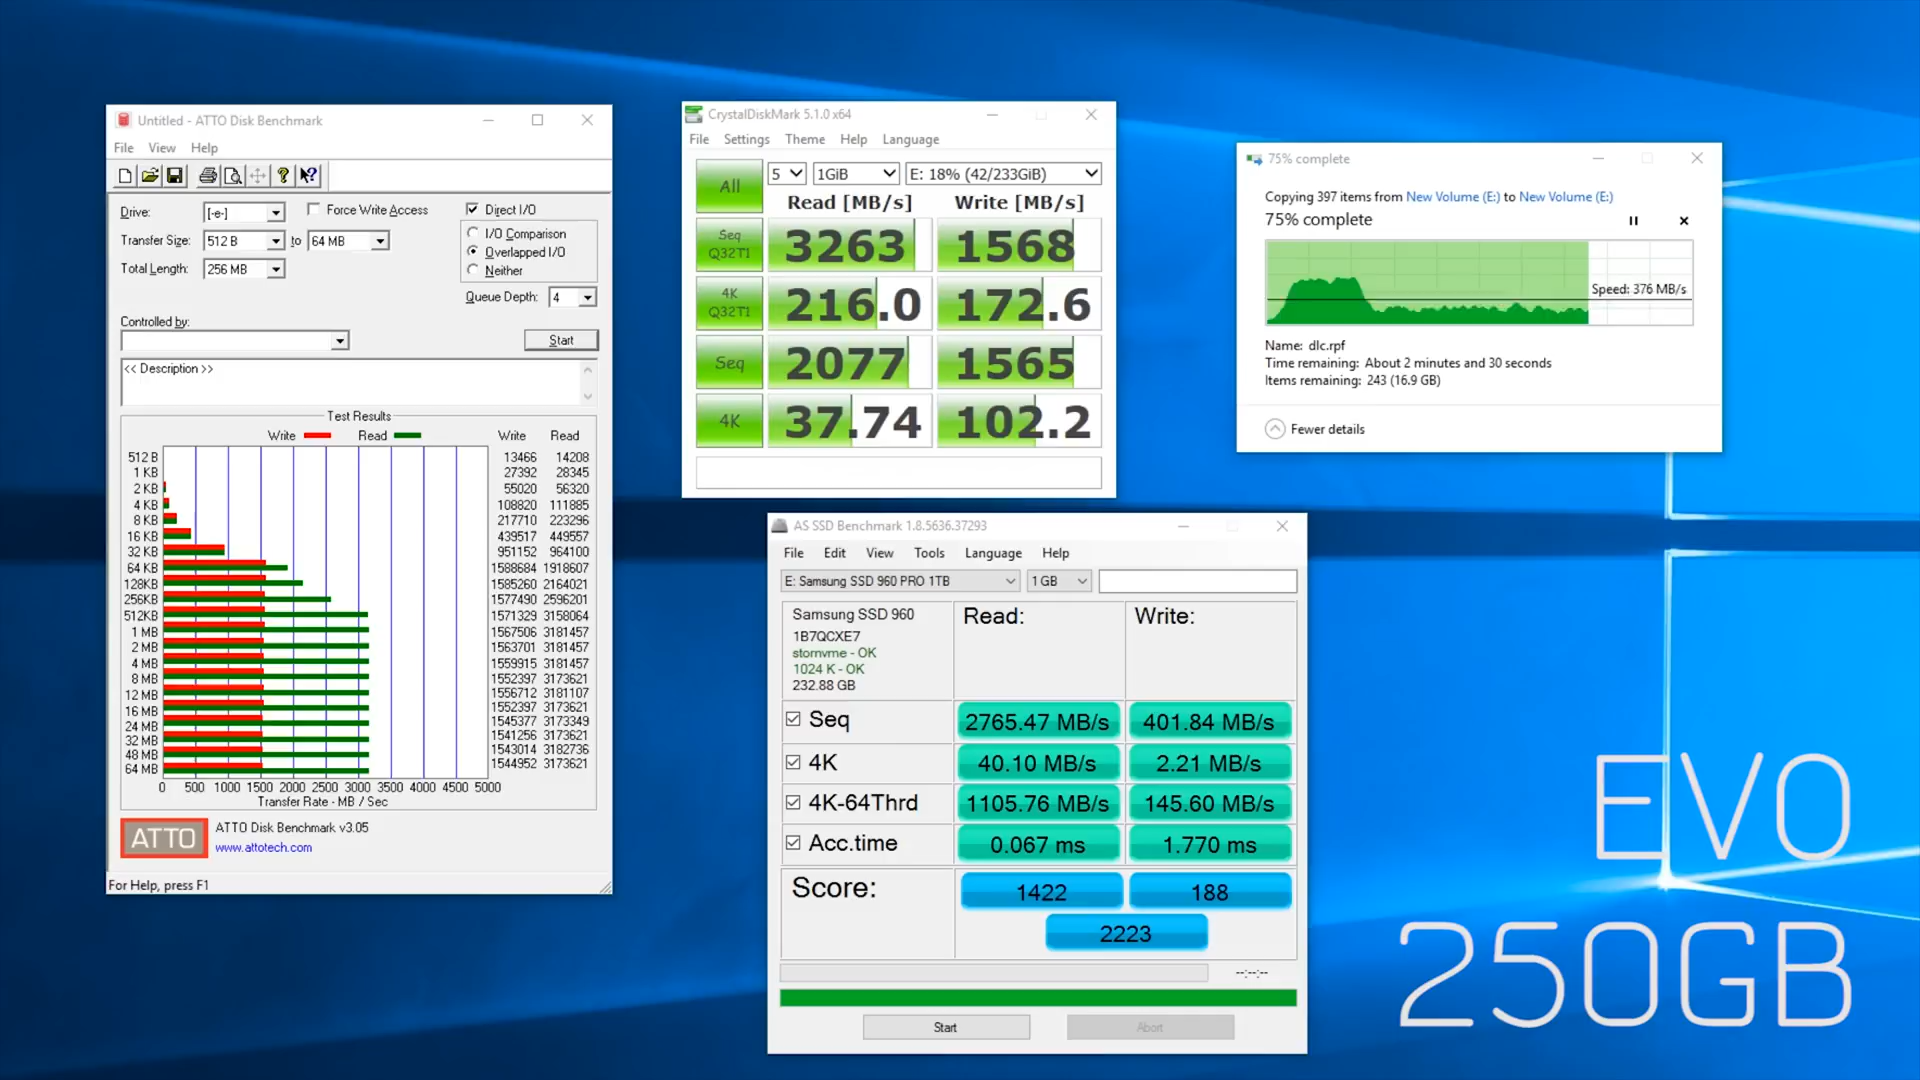 Untitled - ATTO Disk Benchmark
File View Help
Drive: [-e-] Force Write Access Direct I/O
Transfer Size: 512 B to 64 MB
I/O Comparison
Overlapped I/O
Neither
Total Length: 256 MB
Queue Depth: 4
Controlled by:
Start
<< Description >>
Test Results
Write Read Write Read
512 B 13466 14208
1 KB 27392 28345
2 KB 55020 56320
4 KB 108820 111885
8 KB 217710 223296
16 KB 439517 449557
32 KB 951152 964100
64 KB 1588684 1918607
128KB 1585260 2164021
256KB 1577490 2596201
512KB 1571329 3158064
1 MB 1567506 3181457
2 MB 1563701 3181457
4 MB 1559915 3181457
8 MB 1552397 3173621
12 MB 1556712 3181107
16 MB 1552397 3173621
24 MB 1545377 3173349
32 MB 1541256 3173621
48 MB 1543014 3182736
64 MB 1544952 3173621
0 500 1000 1500 2000 2500 3000 3500 4000 4500 5000
Transfer Rate - MB / Sec
ATTO
ATTO Disk Benchmark v3.05
www.attotech.com
For Help, press F1
CrystalDiskMark 5.1.0 x64
File Settings Theme Help Language
All 5 1GiB E: 18% (42/233GiB)
Read [MB/s] Write [MB/s]
Seq
Q32T1 3263 1568
4K
Q32T1 216.0 172.6
Seq 2077 1565
4K 37.74 102.2
75% complete
Copying 397 items from New Volume (E:) to New Volume (E:)
75% complete
Speed: 376 MB/s
Name: dlc.rpf
Time remaining: About 2 minutes and 30 seconds
Items remaining: 243 (16.9 GB)
Fewer details
AS SSD Benchmark 1.8.5636.37293
File Edit View Tools Language Help
E: Samsung SSD 960 PRO 1TB 1 GB
Samsung SSD 960
1B7QCXE7
stornvme - OK
1024 K - OK
232.88 GB
Read: Write:
Seq 2765.47 MB/s 401.84 MB/s
4K 40.10 MB/s 2.21 MB/s
4K-64Thrd 1105.76 MB/s 145.60 MB/s
Acc.time 0.067 ms 1.770 ms
Score: 1422 188
2223
--:--:--
Start Abort
EVO
250GB